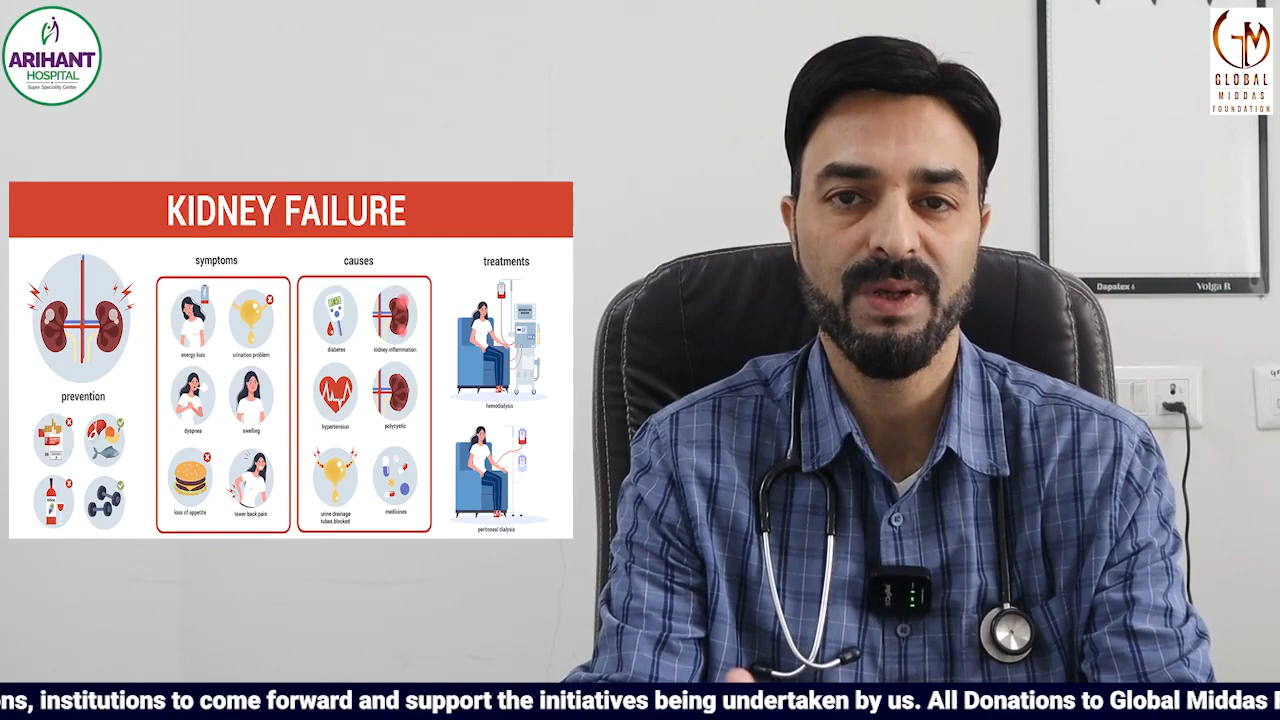 ARIHANT
HOSPITAL
Super Speciality Centre
GM
GLOBAL
MIDDAS
FOUNDATION
KIDNEY FAILURE
symptoms
causes
treatments
energy loss
urination problem
diabetes
kidney inflammation
prevention
dyspnea
swelling
hypertension
polycystic
hemodialysis
loss of appetite
lower back pain
urine drainage
tubes blocked
medicines
peritoneal dialysis
Dapalex
Volga R
ns, institutions to come forward and support the initiatives being undertaken by us. All Donations to Global Middas